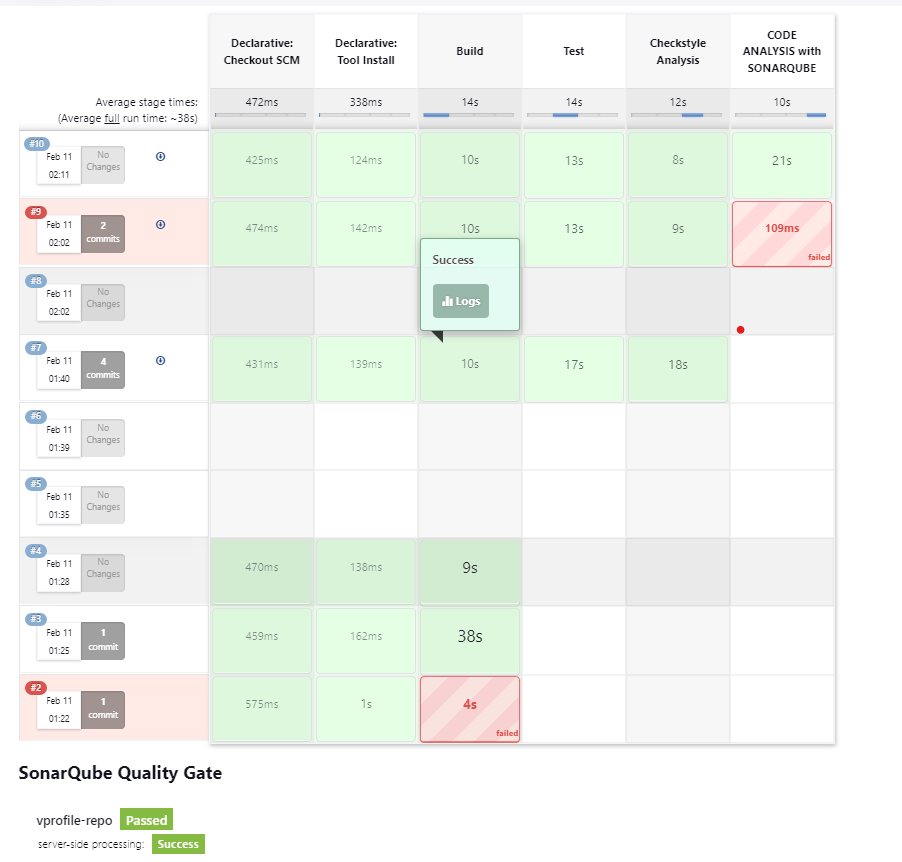 Declarative: Checkout SCM
Declarative: Tool Install
Build
Test
Checkstyle Analysis
CODE ANALYSIS with SONARQUBE
Average stage times:
(Average full run time: ~38s)
472ms
338ms
14s
14s
12s
10s
#10
Feb 11
02:11
No Changes
425ms
124ms
10s
13s
8s
21s
#9
Feb 11
02:02
2 commits
474ms
142ms
10s
13s
9s
109ms
failed
Success
Logs
#8
Feb 11
02:02
No Changes
#7
Feb 11
01:40
4 commits
431ms
139ms
10s
17s
18s
#6
Feb 11
01:39
No Changes
#5
Feb 11
01:35
No Changes
#4
Feb 11
01:28
No Changes
470ms
138ms
9s
#3
Feb 11
01:25
1 commit
459ms
162ms
38s
#2
Feb 11
01:22
1 commit
575ms
1s
4s
failed
SonarQube Quality Gate
vprofile-repo Passed
server-side processing: Success